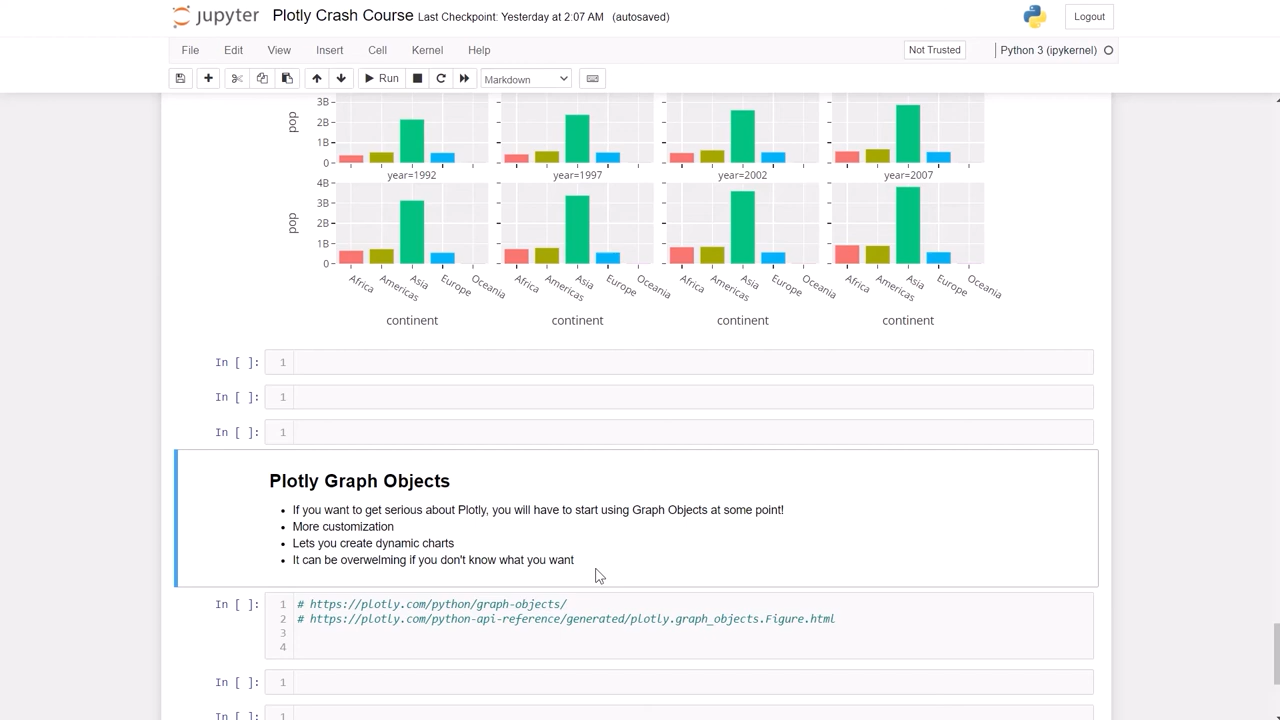 jupyter Plotly Crash Course Last Checkpoint: Yesterday at 2:07 AM (autosaved) Logout
File Edit View Insert Cell Kernel Help Not Trusted Python 3 (ipykernel)
Run Markdown
pop 3B
2B
1B
0
year=1992 year=1997 year=2002 year=2007
pop 4B
3B
2B
1B
0
Africa Americas Asia Europe Oceania Africa Americas Asia Europe Oceania Africa Americas Asia Europe Oceania Africa Americas Asia Europe Oceania
continent continent continent continent
In [ ]: 1
In [ ]: 1
In [ ]: 1
Plotly Graph Objects
• If you want to get serious about Plotly, you will have to start using Graph Objects at some point!
• More customization
• Lets you create dynamic charts
• It can be overwelming if you don't know what you want
In [ ]: 1 # https://plotly.com/python/graph-objects/
2 # https://plotly.com/python-api-reference/generated/plotly.graph_objects.Figure.html
3
4
In [ ]: 1
In [ ]: 1